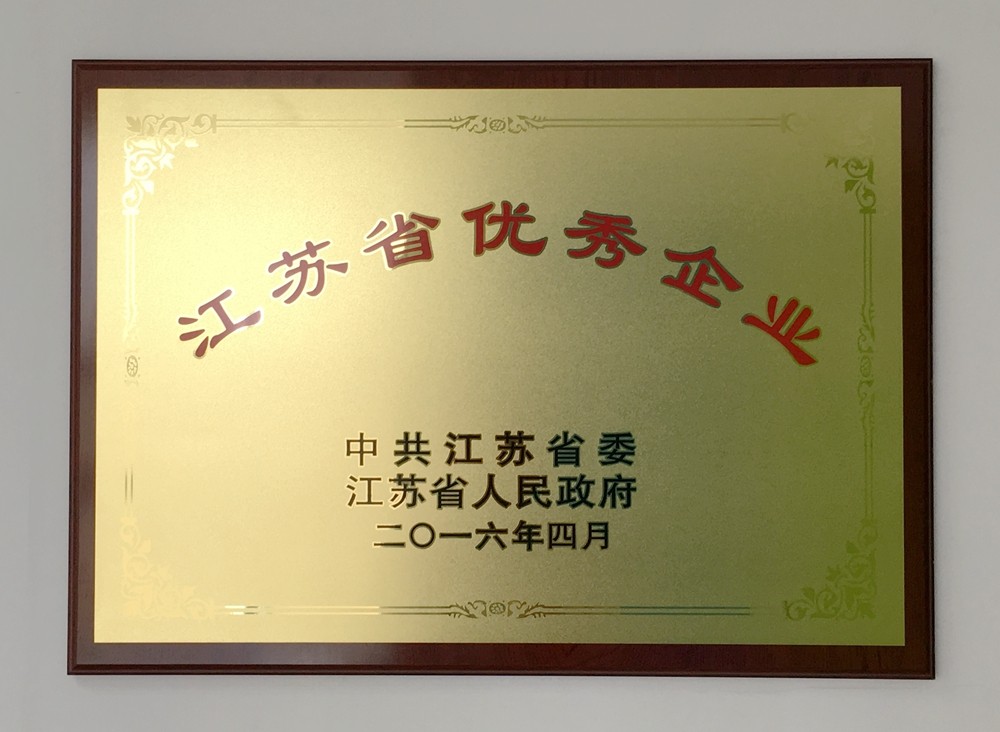 江苏省优秀企业
中共江苏省委
江苏省人民政府
二〇一六年四月